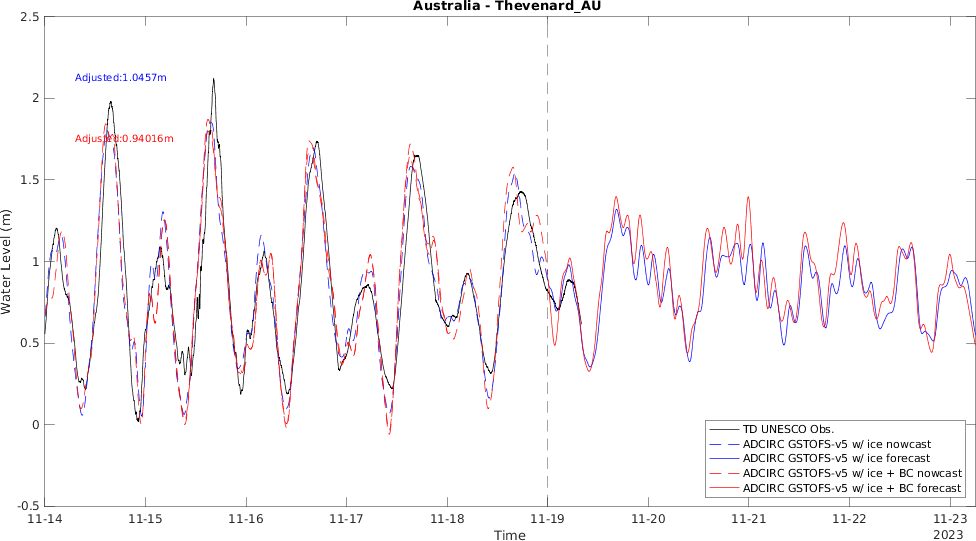 Australia - Thevenard_AU
2.5
2
1.5
1
0.5
0
-0.5
Water Level (m)
Adjusted:1.0457m
Adjusted:0.94016m
TD UNESCO Obs.
ADCIRC GSTOFS-v5 w/ ice nowcast
ADCIRC GSTOFS-v5 w/ ice forecast
ADCIRC GSTOFS-v5 w/ ice + BC nowcast
ADCIRC GSTOFS-v5 w/ ice + BC forecast
11-14 11-15 11-16 11-17 11-18 11-19 11-20 11-21 11-22 11-23
Time 2023